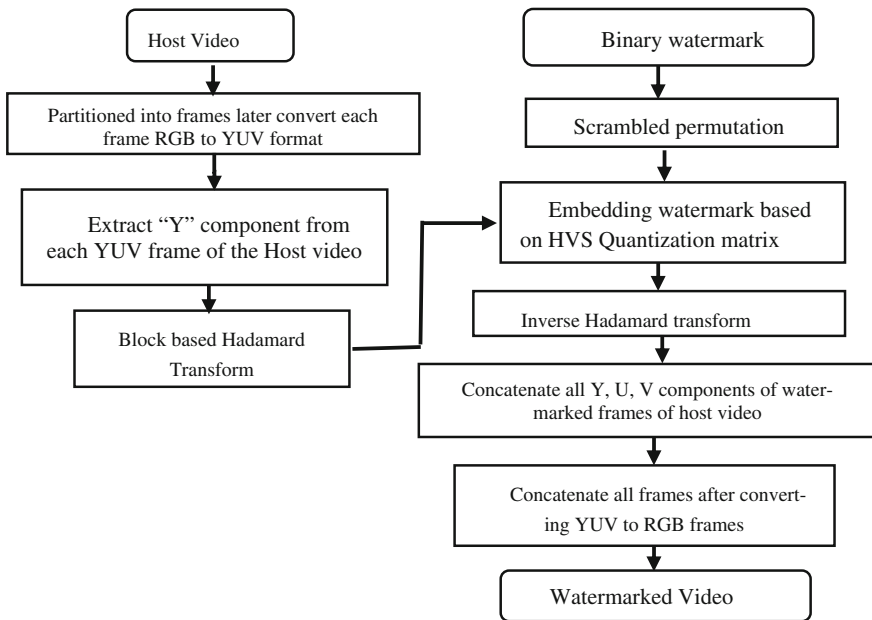 Host Video
Partitioned into frames later convert each
frame RGB to YUV format
Extract “Y” component from
each YUV frame of the Host video
Block based Hadamard
Transform
Binary watermark
Scrambled permutation
Embedding watermark based
on HVS Quantization matrix
Inverse Hadamard transform
Concatenate all Y, U, V components of water-
marked frames of host video
Concatenate all frames after convert-
ing YUV to RGB frames
Watermarked Video